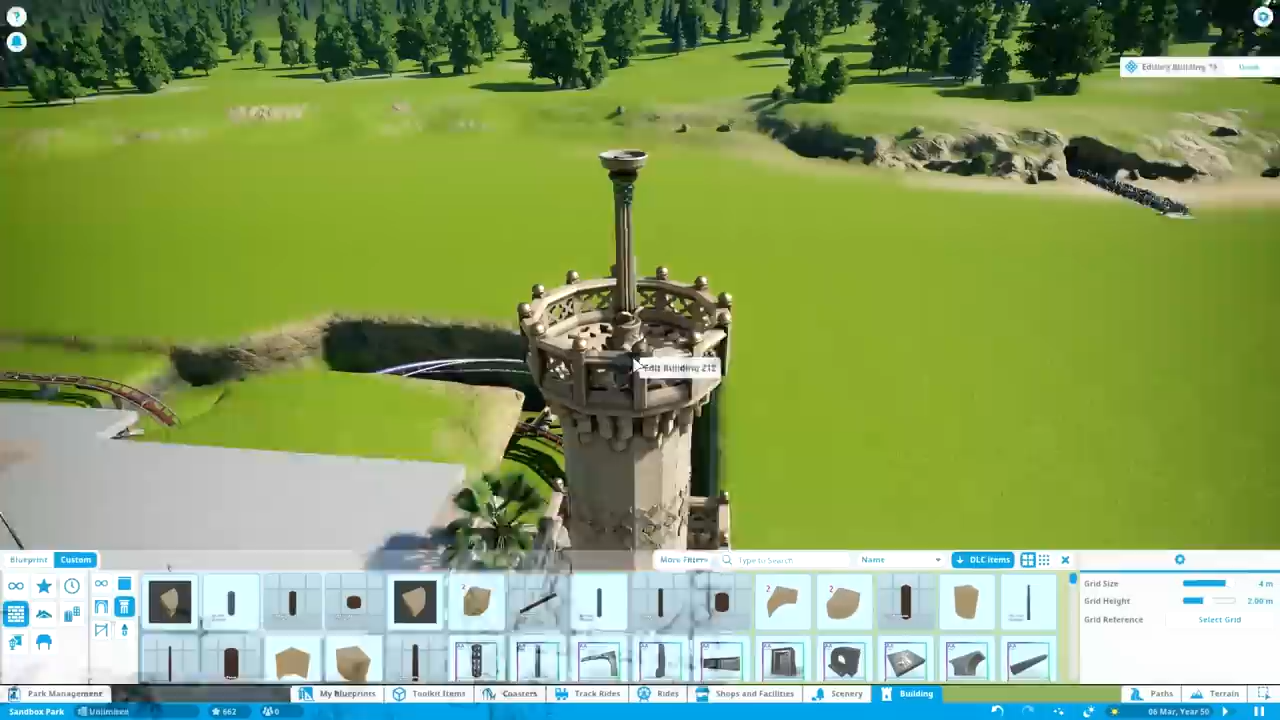 Editing Building
Edit Building 212
Blueprint Custom More Filters Type to Search Name DLC Items
Grid Size 4 m
Grid Height 2.00 m
Grid Reference Select Grid
Park Management My Blueprints Toolkit Items Coasters Track Rides Rides Shops and Facilities Scenery Building Paths Terrain
Sandbox Park Unlimited 662 0 06 Mar, Year 50